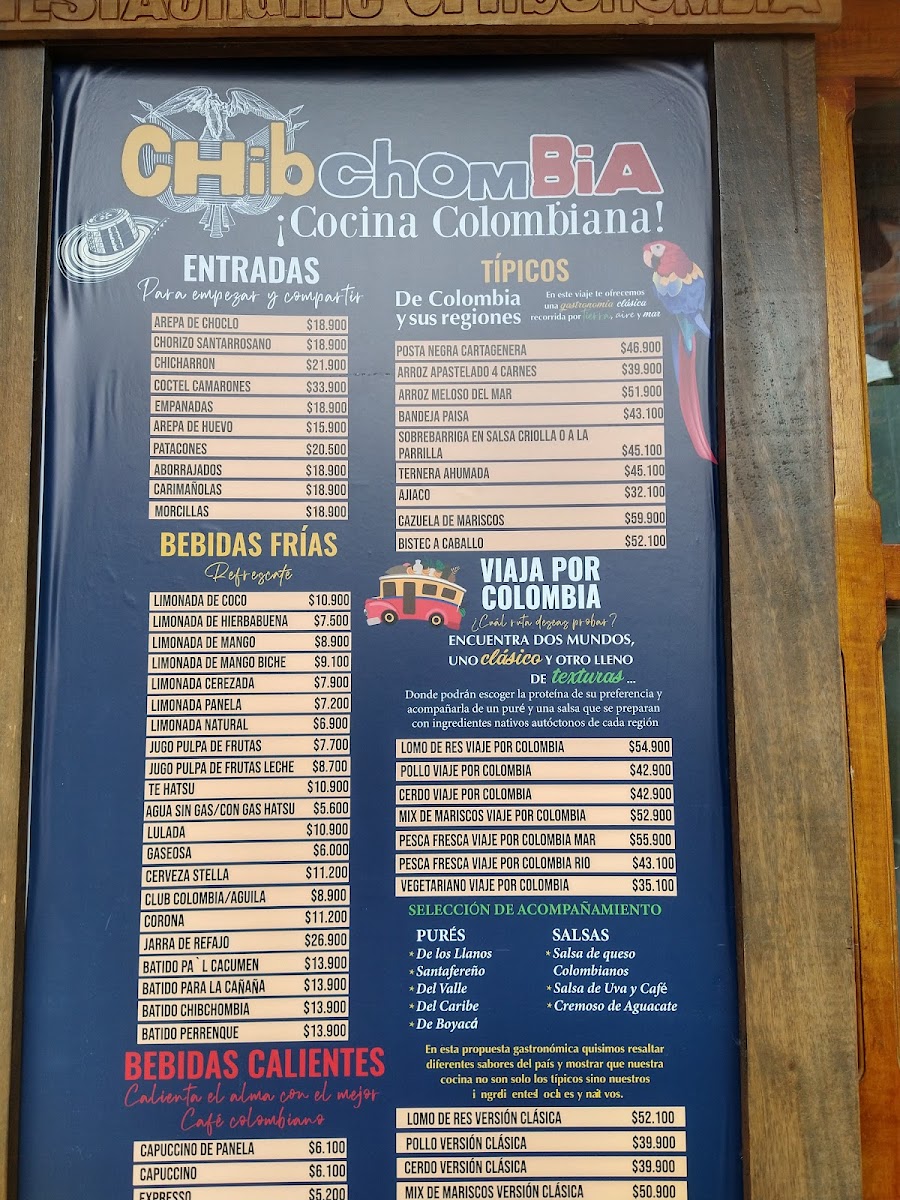 CHibchomBiA
¡Cocina Colombiana!
ENTRADAS
Para empezar y compartir
AREPA DE CHOCLO $18.900
CHORIZO SANTARROSANO $18.900
CHICHARRON $21.900
COCTEL CAMARONES $33.900
EMPANADAS $18.900
AREPA DE HUEVO $15.900
PATACONES $20.500
ABORRAJADOS $18.900
CARIMAÑOLAS $18.900
MORCILLAS $18.900
BEBIDAS FRÍAS
Refrescate
LIMONADA DE COCO $10.900
LIMONADA DE HIERBABUENA $7.500
LIMONADA DE MANGO $8.900
LIMONADA DE MANGO BICHE $9.100
LIMONADA CEREZADA $7.900
LIMONADA PANELA $7.200
LIMONADA NATURAL $6.900
JUGO PULPA DE FRUTAS $7.700
JUGO PULPA DE FRUTAS LECHE $8.700
TE HATSU $10.900
AGUA SIN GAS/CON GAS HATSU $5.600
LULADA $10.900
GASEOSA $6.000
CERVEZA STELLA $11.200
CLUB COLOMBIA/AGUILA $8.900
CORONA $11.200
JARRA DE REFAJO $26.900
BATIDO PA`L CACUMEN $13.900
BATIDO PARA LA CAÑAÑA $13.900
BATIDO CHIBCHOMBIA $13.900
BATIDO PERRENQUE $13.900
BEBIDAS CALIENTES
Calienta el alma con el mejor
Café colombiano
CAPUCCINO DE PANELA $6.100
CAPUCCINO $6.100
EXPRESSO $5.200
TÍPICOS
De Colombia
y sus regiones
En este viaje te ofrecemos
una gastronomía clásica
recorrida por tierra, aire y mar
POSTA NEGRA CARTAGENERA $46.900
ARROZ APASTELADO 4 CARNES $39.900
ARROZ MELOSO DEL MAR $51.900
BANDEJA PAISA $43.100
SOBREBARRIGA EN SALSA CRIOLLA O A LA
PARRILLA $45.100
TERNERA AHUMADA $45.100
AJIACO $32.100
CAZUELA DE MARISCOS $59.900
BISTEC A CABALLO $52.100
VIAJA POR
COLOMBIA
¿Cuál ruta deseas probar?
ENCUENTRA DOS MUNDOS,
UNO clásico Y OTRO LLENO
DE texturas ...
Donde podrán escoger la proteína de su preferencia y
acompañarla de un puré y una salsa que se preparan
con ingredientes nativos autóctonos de cada región
LOMO DE RES VIAJE POR COLOMBIA $54.900
POLLO VIAJE POR COLOMBIA $42.900
CERDO VIAJE POR COLOMBIA $42.900
MIX DE MARISCOS VIAJE POR COLOMBIA $52.900
PESCA FRESCA VIAJE POR COLOMBIA MAR $55.900
PESCA FRESCA VIAJE POR COLOMBIA RIO $43.100
VEGETARIANO VIAJE POR COLOMBIA $35.100
SELECCIÓN DE ACOMPAÑAMIENTO
PURÉS
*De los Llanos
*Santafereño
*Del Valle
*Del Caribe
*De Boyacá
SALSAS
*Salsa de queso
Colombianos
*Salsa de Uva y Café
*Cremoso de Aguacate
En esta propuesta gastronómica quisimos resaltar
diferentes sabores del país y mostrar que nuestra
cocina no son solo los típicos sino nuestros
LOMO DE RES VERSIÓN CLÁSICA $52.100
POLLO VERSIÓN CLÁSICA $39.900
CERDO VERSIÓN CLÁSICA $39.900
MIX DE MARISCOS VERSIÓN CLÁSICA $50.900